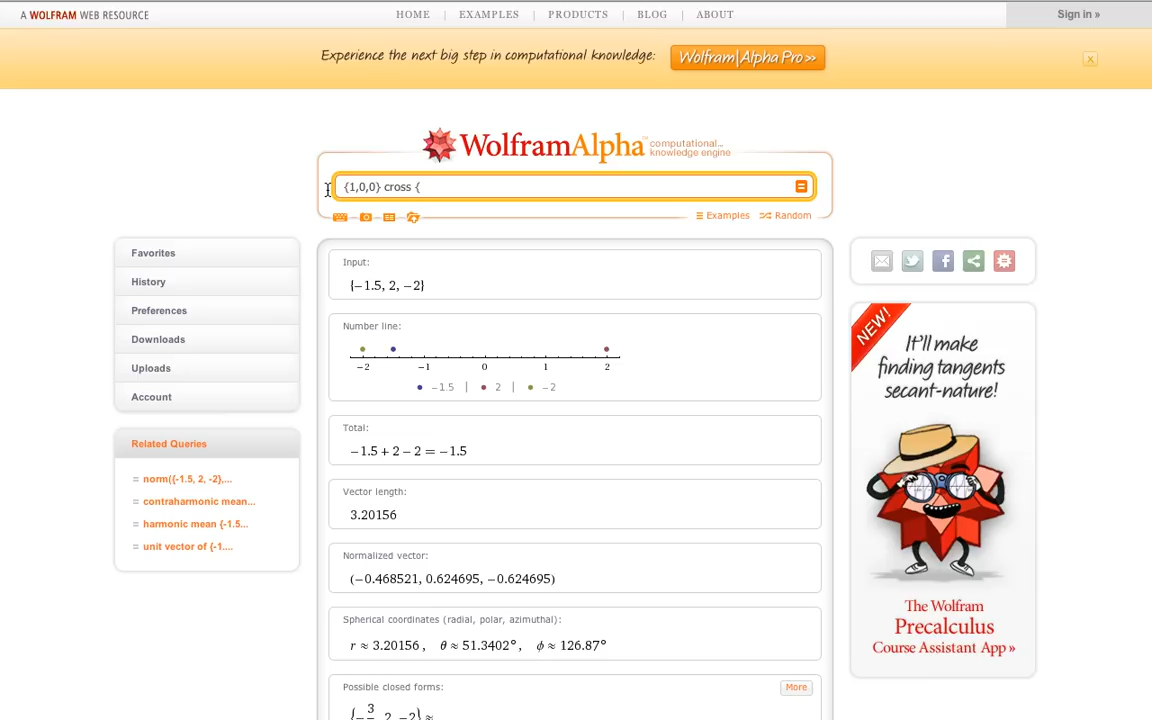 A WOLFRAM WEB RESOURCE
HOME | EXAMPLES | PRODUCTS | BLOG | ABOUT
Sign in »
Experience the next big step in computational knowledge:
Wolfram|Alpha Pro »
x
WolframAlpha™ computational...
knowledge engine
{1,0,0} cross {
Examples
Random
Favorites
History
Preferences
Downloads
Uploads
Account
Related Queries
= norm({-1.5, 2, -2},...
= contraharmonic mean...
= harmonic mean {-1.5...
= unit vector of {-1....
Input:
{−1.5, 2, −2}
Number line:
−2 −1 0 1 2
−1.5 | 2 | −2
Total:
−1.5 + 2 − 2 = −1.5
Vector length:
3.20156
Normalized vector:
(−0.468521, 0.624695, −0.624695)
Spherical coordinates (radial, polar, azimuthal):
r ≈ 3.20156 , θ ≈ 51.3402° , ϕ ≈ 126.87°
Possible closed forms:
More
{−3, 2, −2} ≈
NEW!
It'll make
finding tangents
secant-nature!
The Wolfram
Precalculus
Course Assistant App »